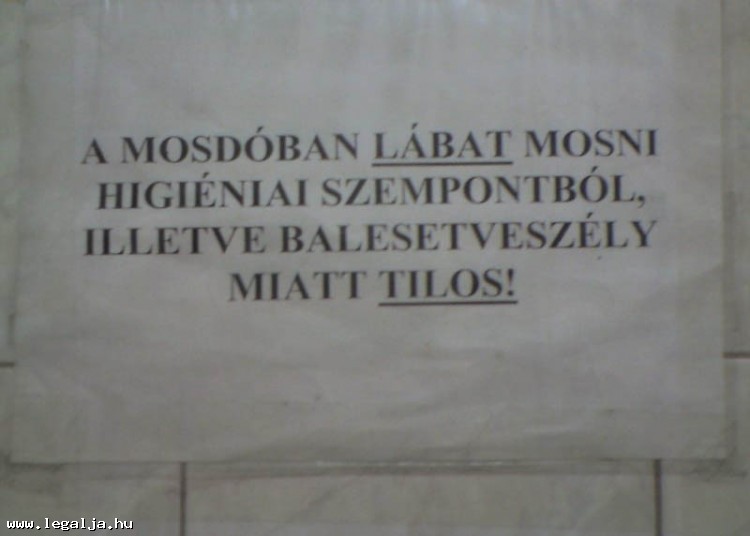 A MOSDÓBAN LÁBAT MOSNI
HIGIÉNIAI SZEMPONTBÓL,
ILLETVE BALESETVESZÉLY
MIATT TILOS!
www.legalja.hu